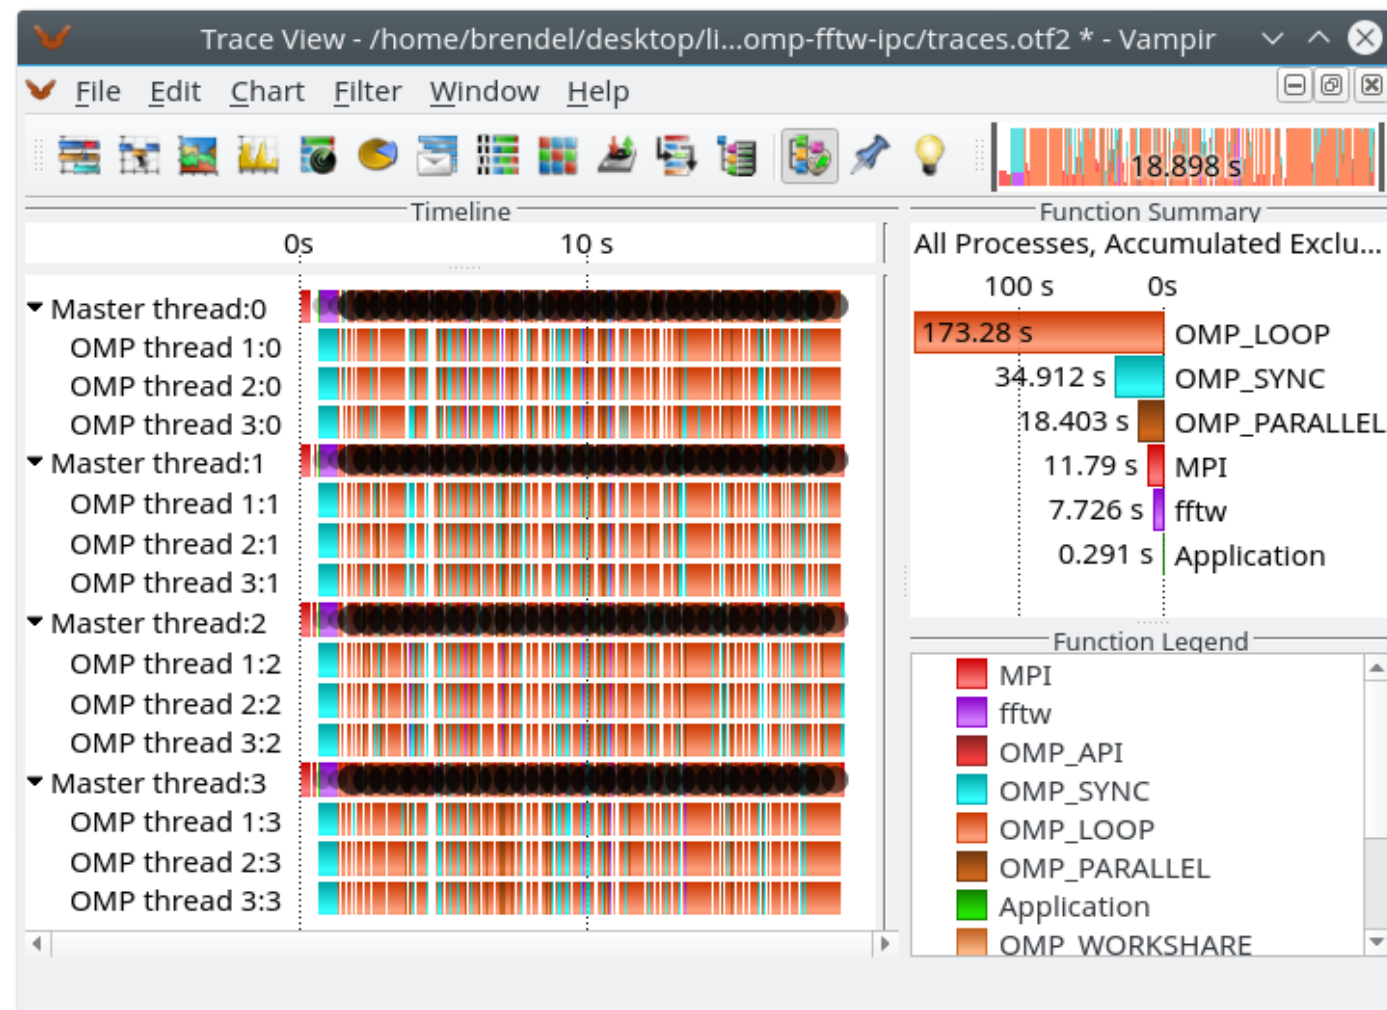 Trace View - /home/brendel/desktop/li...omp-fftw-ipc/traces.otf2 * - Vampir
File Edit Chart Filter Window Help
18.898 s
Timeline
0s 10 s
Master thread:0
OMP thread 1:0
OMP thread 2:0
OMP thread 3:0
Master thread:1
OMP thread 1:1
OMP thread 2:1
OMP thread 3:1
Master thread:2
OMP thread 1:2
OMP thread 2:2
OMP thread 3:2
Master thread:3
OMP thread 1:3
OMP thread 2:3
OMP thread 3:3
Function Summary
All Processes, Accumulated Exclu...
100 s 0s
173.28 s OMP_LOOP
34.912 s OMP_SYNC
18.403 s OMP_PARALLEL
11.79 s MPI
7.726 s fftw
0.291 s Application
Function Legend
MPI
fftw
OMP_API
OMP_SYNC
OMP_LOOP
OMP_PARALLEL
Application
OMP_WORKSHARE